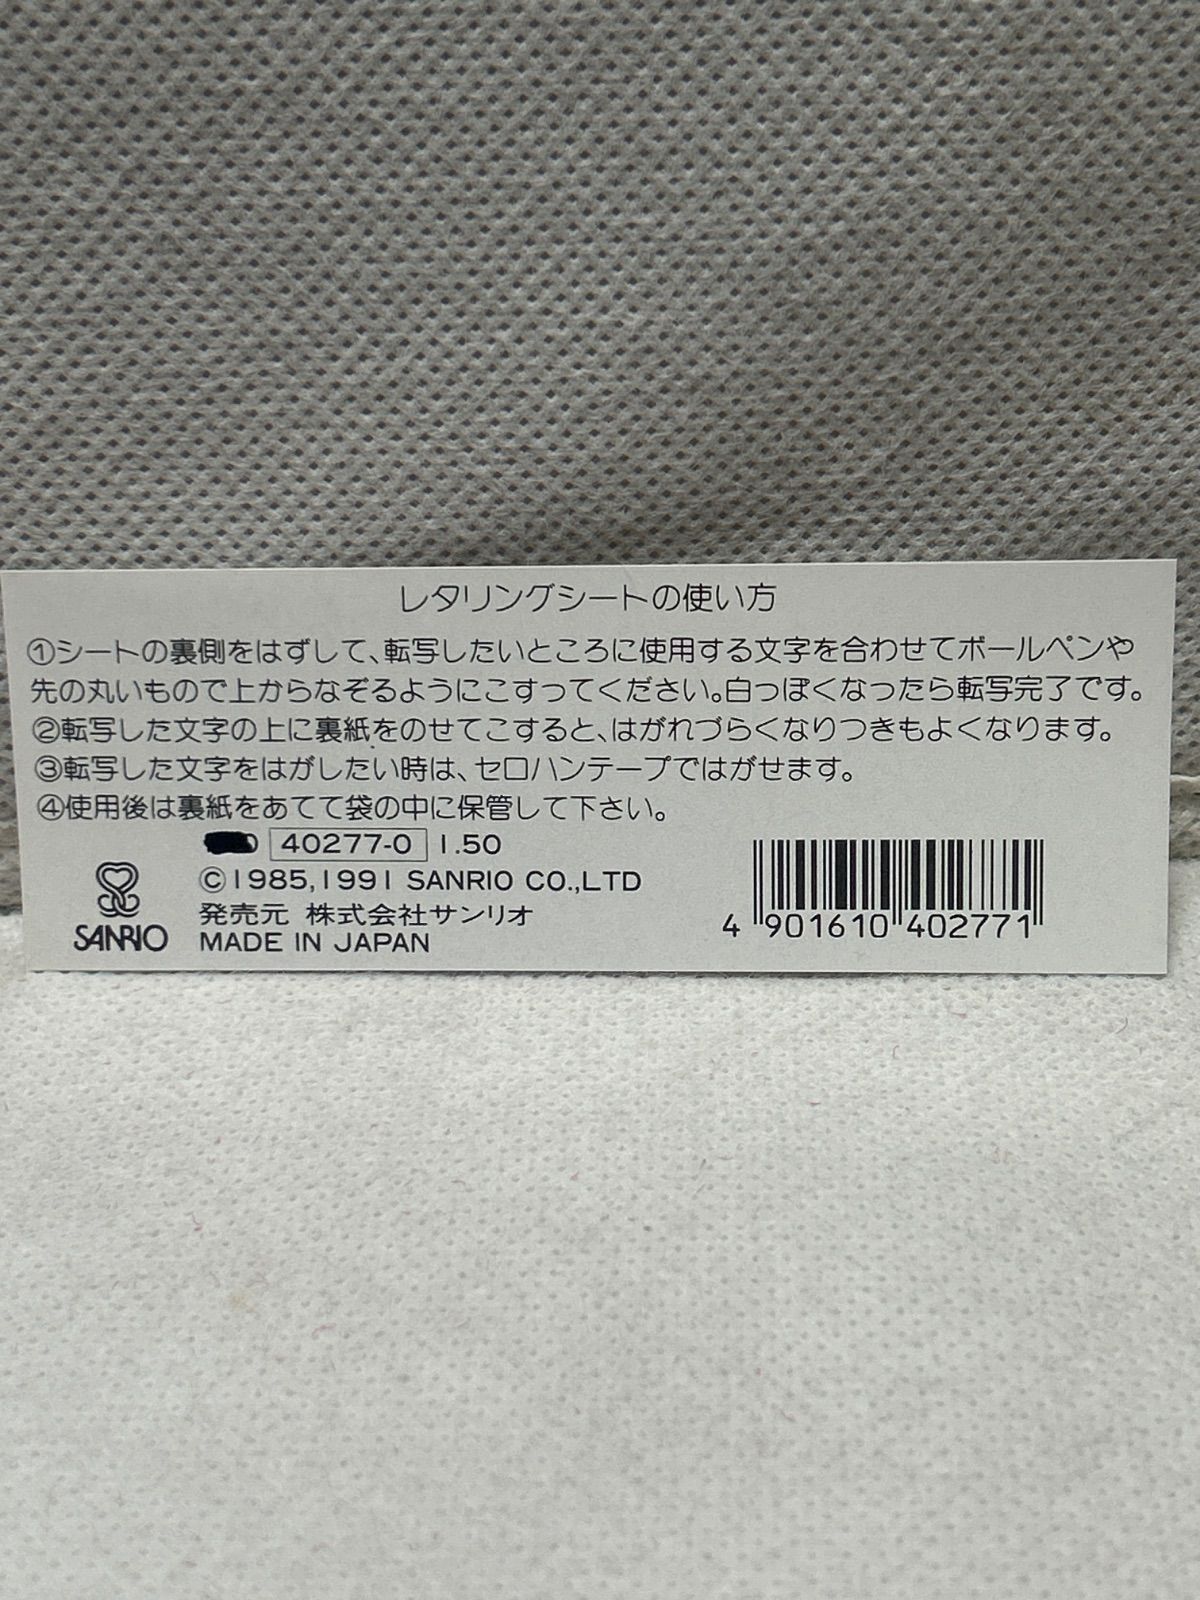 レタリングシートの使い方
①シートの裏側をはずして、転写したいところに使用する文字を合わせてボールペンや
先の丸いもので上からなぞるようにこすってください。白っぽくなったら転写完了です。
②転写した文字の上に裏紙をのせてこすると、はがれづらくなりつきもよくなります。
③転写した文字をはがしたい時は、セロハンテープではがせます。
④使用後は裏紙をあてて袋の中に保管して下さい。
40277-0 1.50
©1985,1991 SANRIO CO.,LTD
発売元 株式会社サンリオ
MADE IN JAPAN
SANRIO
4 901610 402771